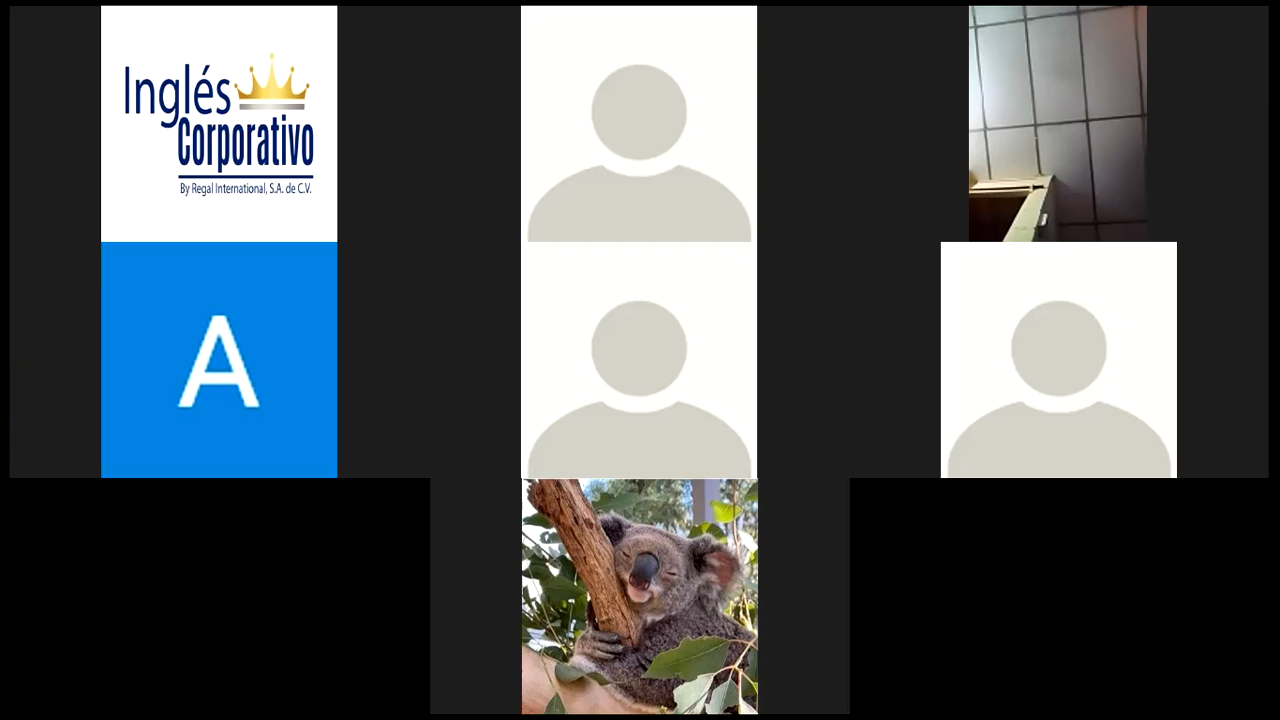 Inglés
Corporativo
By Regal International, S.A. de C.V.
A